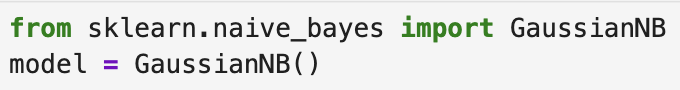 from sklearn.naive_bayes import GaussianNB
model = GaussianNB()